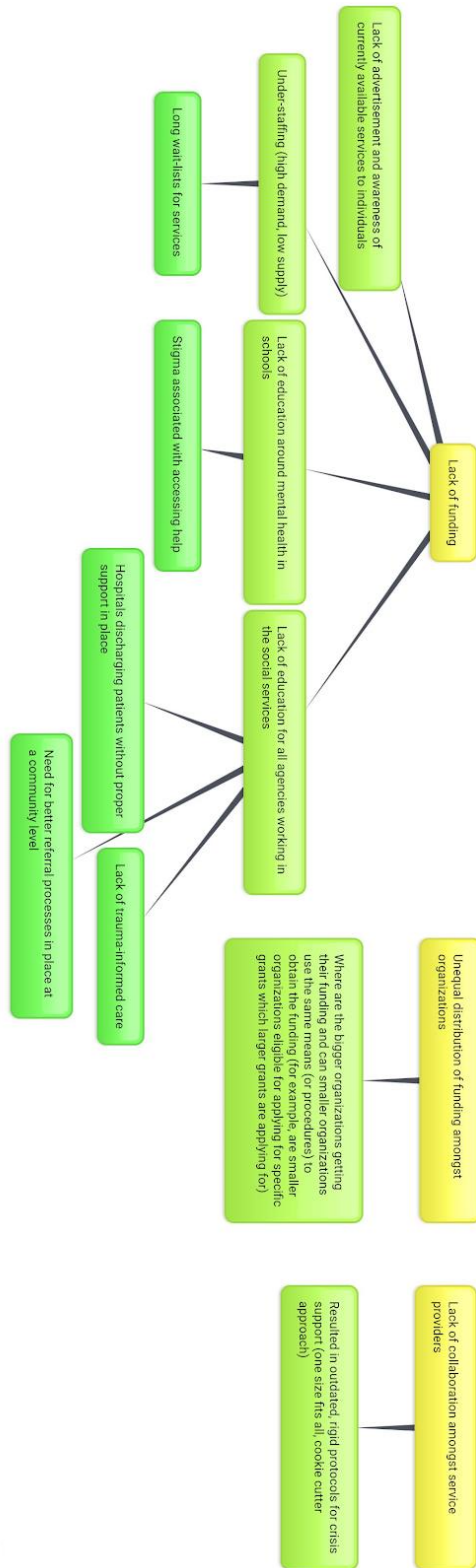 Lack of funding
Unequal distribution of funding amongst
organizations
Lack of collaboration amongst service
providers
Lack of advertisement and awareness of
currently available services to individuals
Under-staffing (high demand, low supply)
Lack of education around mental health in
schools
Lack of education for all agencies working in
the social services
Where are the bigger organizations getting
their funding and can smaller organizations
use the same means (or procedures) to
obtain the funding (for example, are smaller
organizations eligible for applying for specific
grants which larger grants are applying for)
Resulted in outdated, rigid protocols for crisis
support (one size fits all, cookie cutter
approach)
Long wait-lists for services
Stigma associated with accessing help
Hospitals discharging patients without proper
support in place
Lack of trauma-informed care
Need for better referral processes in place at
a community level